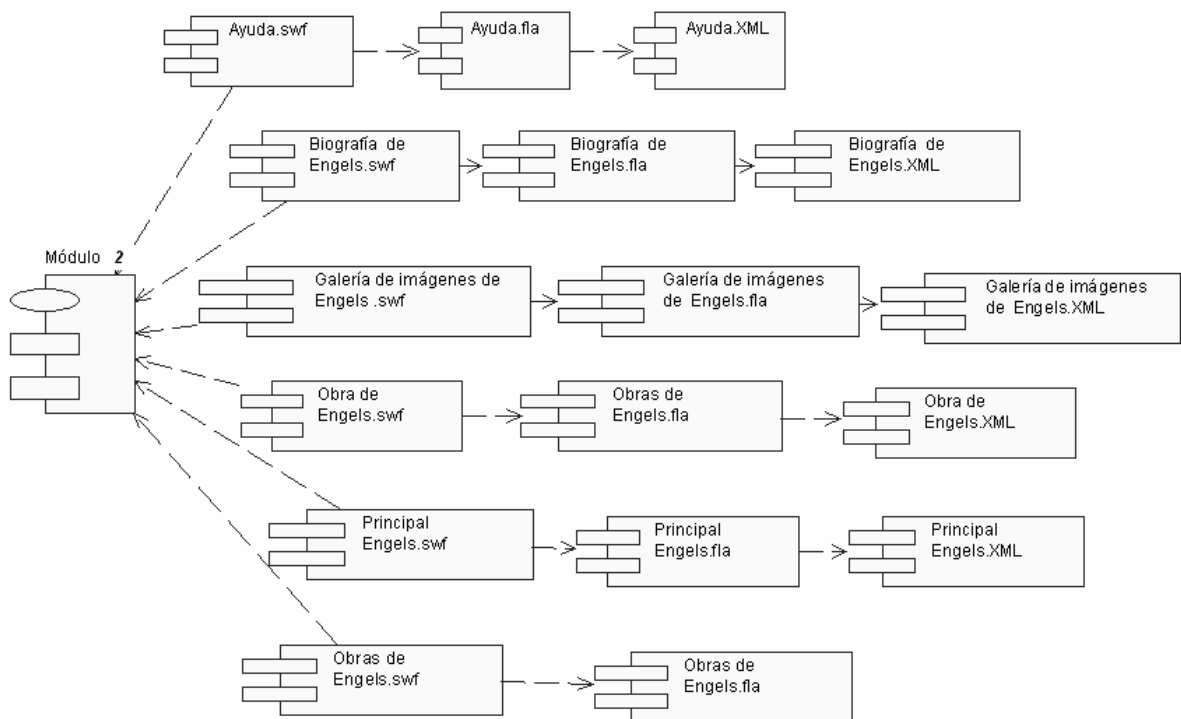 Ayuda.swf
Ayuda.fla
Ayuda.XML
Biografía de
Engels.swf
Biografía de
Engels.fla
Biografía de
Engels.XML
Módulo 2
Galería de imágenes de
Engels .swf
Galería de imágenes
de Engels.fla
Galería de imágenes
de Engels.XML
Obra de
Engels.swf
Obras de
Engels.fla
Obra de
Engels.XML
Principal
Engels.swf
Principal
Engels.fla
Principal
Engels.XML
Obras de
Engels.swf
Obras de
Engels.fla